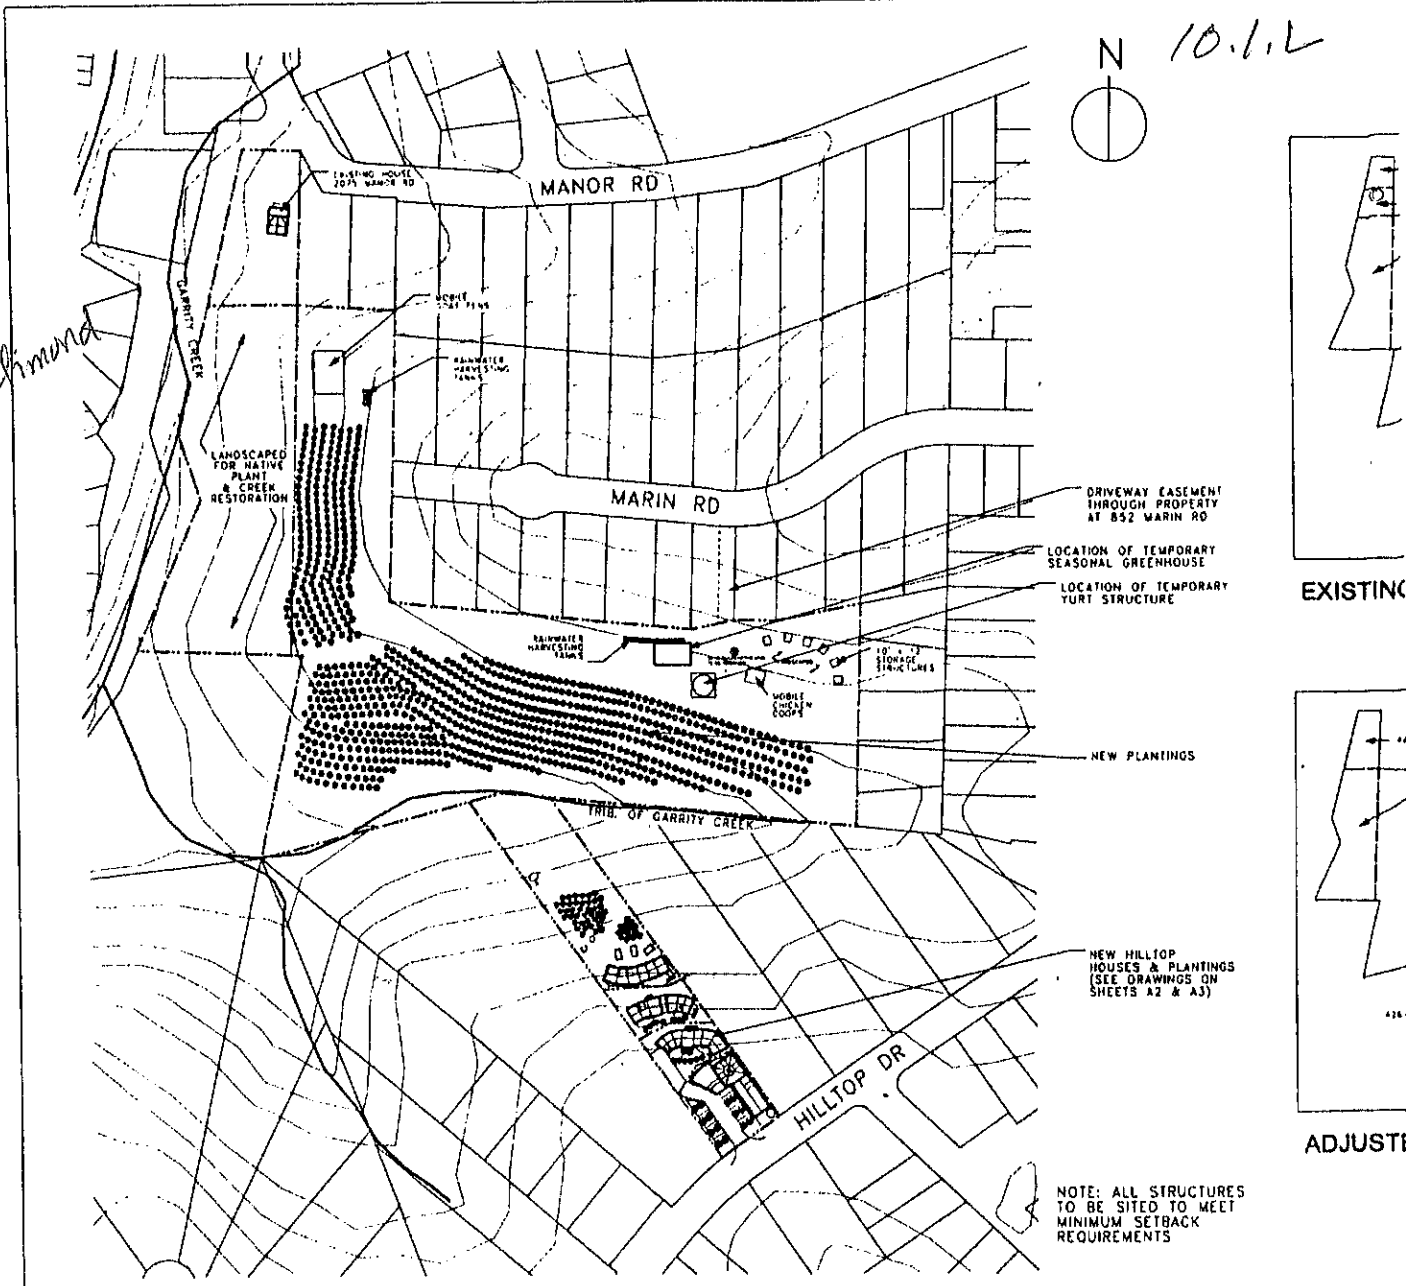 10.1.2
N
EXISTING HOUSE
2075 MANOR RD
MANOR RD
GARRITY CREEK
MOBILE
GOAT PENS
RAINWATER
HARVESTING
TANKS
LANDSCAPED
FOR NATIVE
PLANT
& CREEK
RESTORATION
MARIN RD
DRIVEWAY EASEMENT
THROUGH PROPERTY
AT 852 MARIN RD
LOCATION OF TEMPORARY
SEASONAL GREENHOUSE
LOCATION OF TEMPORARY
YURT STRUCTURE
RAINWATER
HARVESTING
TANKS
10' x 12'
STORAGE
STRUCTURES
MOBILE
CHICKEN
COOPS
NEW PLANTINGS
TRIB. OF GARRITY CREEK
NEW HILLTOP
HOUSES & PLANTINGS
(SEE DRAWINGS ON
SHEETS A2 & A3)
HILLTOP DR
NOTE: ALL STRUCTURES
TO BE SITED TO MEET
MINIMUM SETBACK
REQUIREMENTS
EXISTING
ADJUSTE